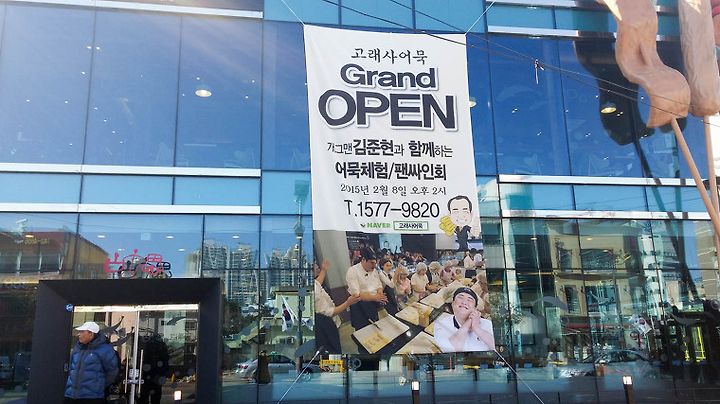 고래사어묵
Grand
OPEN
개그맨 김준현과 함께하는
어묵체험/팬싸인회
2015년 2월 8일 오후 2시
T.1577-9820
NAVER 고래사어묵